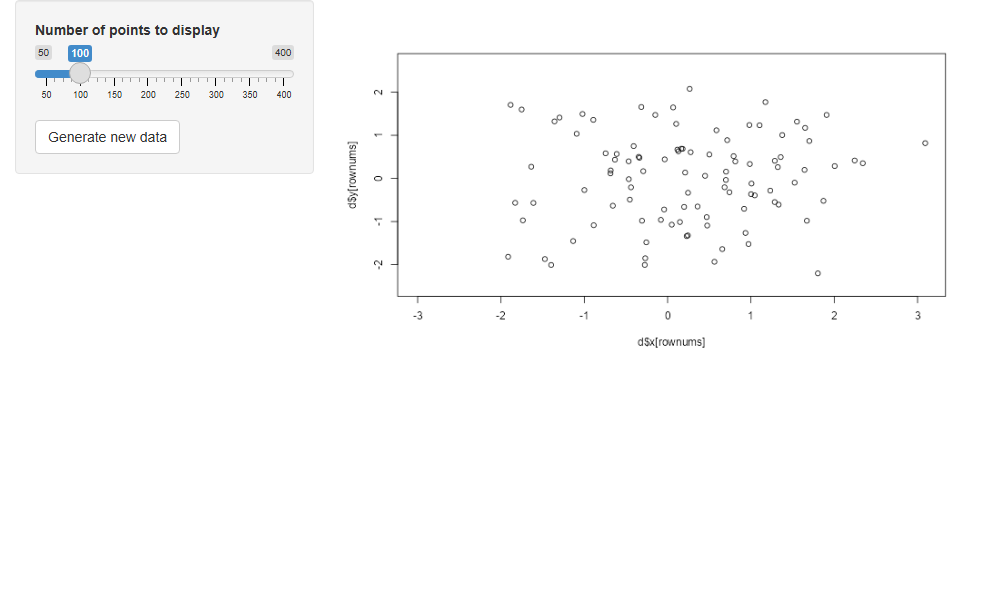 Number of points to display
50 100 400
50 100 150 200 250 300 350 400
Generate new data
d$y[rownums]
2
1
0
-1
-2
-3 -2 -1 0 1 2 3
d$x[rownums]